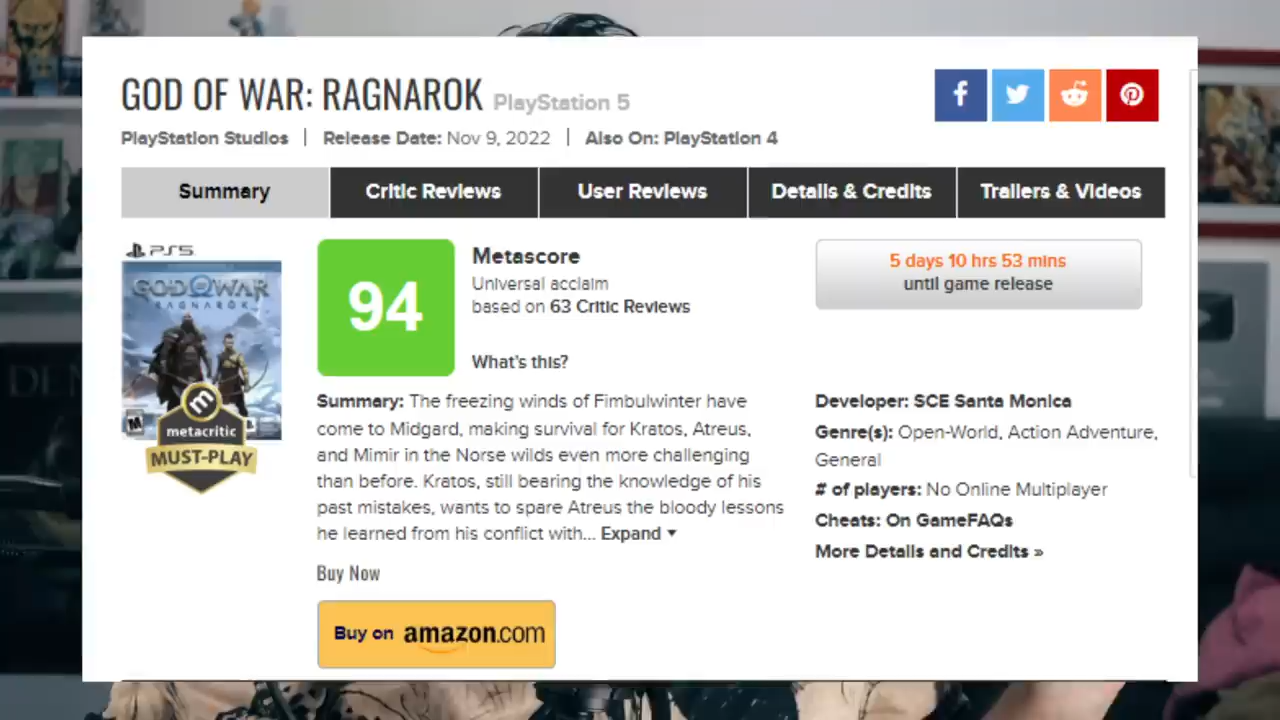 GOD OF WAR: RAGNAROK PlayStation 5
PlayStation Studios | Release Date: Nov 9, 2022 | Also On: PlayStation 4
Summary Critic Reviews User Reviews Details & Credits Trailers & Videos
PS5
GOD OF WAR
RAGNARÖK
metacritic
MUST-PLAY
94
Metascore
Universal acclaim
based on 63 Critic Reviews
What's this?
5 days 10 hrs 53 mins
until game release
Summary: The freezing winds of Fimbulwinter have
come to Midgard, making survival for Kratos, Atreus,
and Mimir in the Norse wilds even more challenging
than before. Kratos, still bearing the knowledge of his
past mistakes, wants to spare Atreus the bloody lessons
he learned from his conflict with... Expand ▼
Buy Now
Buy on amazon.com
Developer: SCE Santa Monica
Genre(s): Open-World, Action Adventure,
General
# of players: No Online Multiplayer
Cheats: On GameFAQs
More Details and Credits »